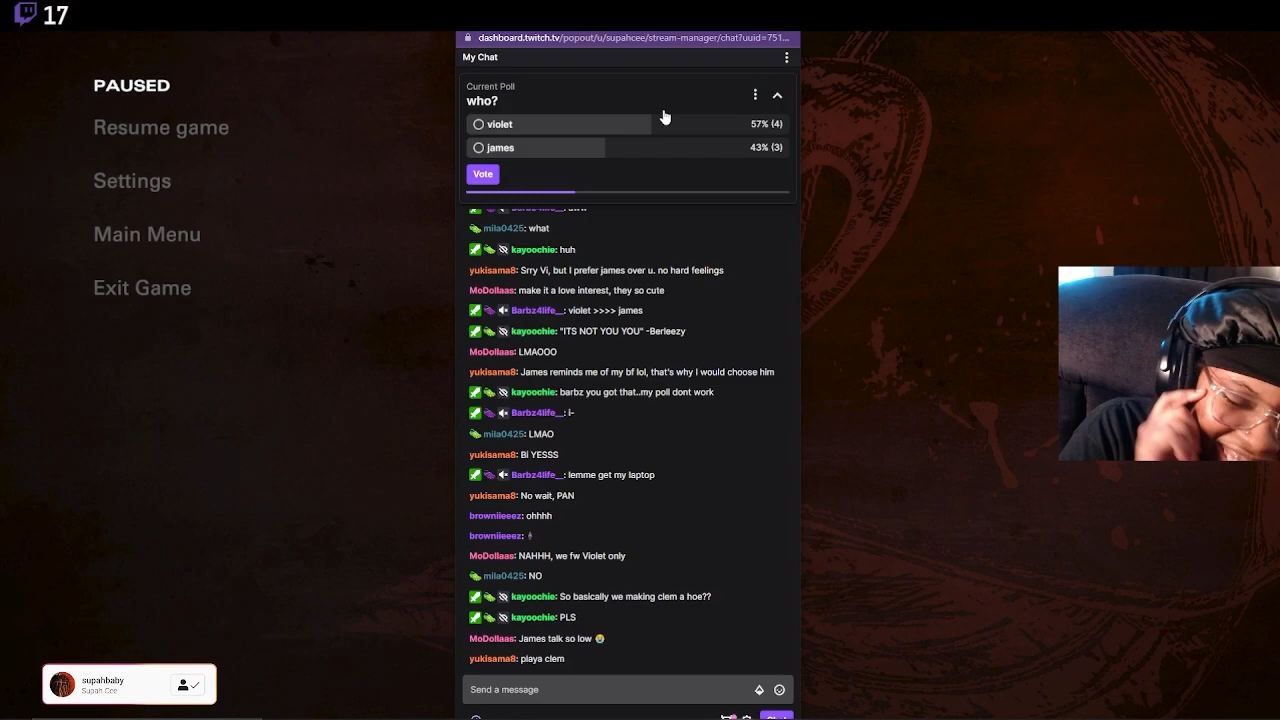 17
dashboard.twitch.tv/popout/u/supahcee/stream-manager/chat?uuid=751...
My Chat
PAUSED
Resume game
Settings
Main Menu
Exit Game
Current Poll
who?
violet 57% (4)
james 43% (3)
Vote
mila0425: what
kayoochie: huh
yukisama8: Srry Vi, but I prefer james over u. no hard feelings
MoDollaas: make it a love interest, they so cute
Barbz4life_: violet >>>> james
kayoochie: "ITS NOT YOU YOU" -Berleezy
MoDollaas: LMAOOO
yukisama8: James reminds me of my bf lol, that's why I would choose him
kayoochie: barbz you got that..my poll dont work
Barbz4life_: i-
mila0425: LMAO
yukisama8: Bi YESSS
Barbz4life_: lemme get my laptop
yukisama8: No wait, PAN
browniieeez: ohhhh
browniieeez:
MoDollaas: NAHHH, we fw Violet only
mila0425: NO
kayoochie: So basically we making clem a hoe??
kayoochie: PLS
MoDollaas: James talk so low 😭
yukisama8: playa clem
Send a message
supahbaby
Supah Cee